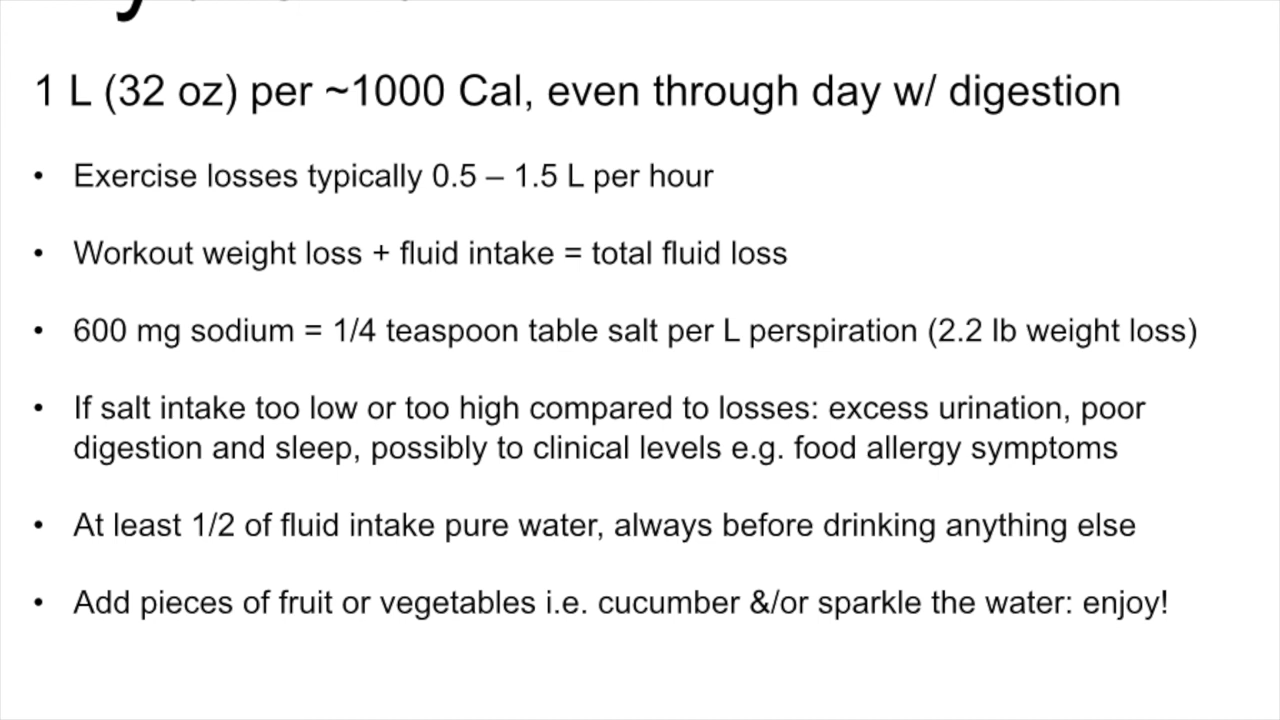 1 L (32 oz) per ~1000 Cal, even through day w/ digestion
• Exercise losses typically 0.5 – 1.5 L per hour
• Workout weight loss + fluid intake = total fluid loss
• 600 mg sodium = 1/4 teaspoon table salt per L perspiration (2.2 lb weight loss)
• If salt intake too low or too high compared to losses: excess urination, poor
digestion and sleep, possibly to clinical levels e.g. food allergy symptoms
• At least 1/2 of fluid intake pure water, always before drinking anything else
• Add pieces of fruit or vegetables i.e. cucumber &/or sparkle the water: enjoy!